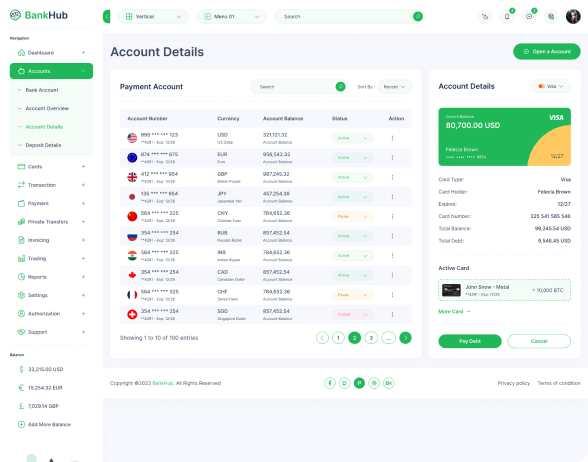 BankHub
Vertical
Menu 01
Search
3
2
Navigation
Dashboard +
Accounts −
Bank Account
Account Overview
Account Details
Deposit Details
Cards +
Transaction +
Payment +
Private Transfers +
Invoicing +
Trading +
Reports +
Settings +
Authorization +
Support +
Balance
$ 33,215.00 USD
€ 15,254.32 EUR
£ 7,029.14 GBP
Add More Balance
Account Details
Open a Account
Payment Account
Search
Sort By :
Recent
Account Number Currency Account Balance Status Action
999 *** *** 123 USD 321,121.32 Active
**4291 - Exp: 12/26 US Dollar Account Balance
874 *** *** 875 EUR 956,542.32 Active
**4291 - Exp: 12/26 Euro Account Balance
412 *** *** 954 GBP 987,245.32 Active
**4291 - Exp: 12/26 British Pound Account Balance
135 *** *** 654 JPY 457,254.36 Active
**4291 - Exp: 12/26 Japanese Yen Account Balance
564 *** *** 325 CNY 784,652.36 Pause
**4291 - Exp: 12/26 Chinese Yuan Account Balance
354 *** *** 254 RUB 857,452.54 Active
**4291 - Exp: 12/26 Russian Ruble Account Balance
564 *** *** 325 INR 784,652.36 Active
**4291 - Exp: 12/26 Indian Rupee Account Balance
354 *** *** 254 CAD 857,452.54 Active
**4291 - Exp: 12/26 Canadian Dollar Account Balance
564 *** *** 325 CHF 784,652.36 Pause
**4291 - Exp: 12/26 Swiss Franc Account Balance
354 *** *** 254 SGD 857,452.54 Cancel
**4291 - Exp: 12/26 Singapore Dollar Account Balance
Showing 1 to 10 of 100 entries
1 2 3 ...
Account Details
Visa
Current Balance
80,700.00 USD
VISA
Felecia Brown
12/27
Card Type: Visa
Card Holder: Felecia Brown
Expires: 12/27
Card Number: 325 541 565 546
Total Balance: 99,245.54 USD
Total Debt: 9,546.45 USD
Active Card
John Snow - Metal
**4291 - Exp: 12/26
+ 10,000 BTC
More Card →
Pay Debt
Cancel
Copyright ©2023 BankHub. All Rights Reserved
Be
Privacy policy
Terms of condition